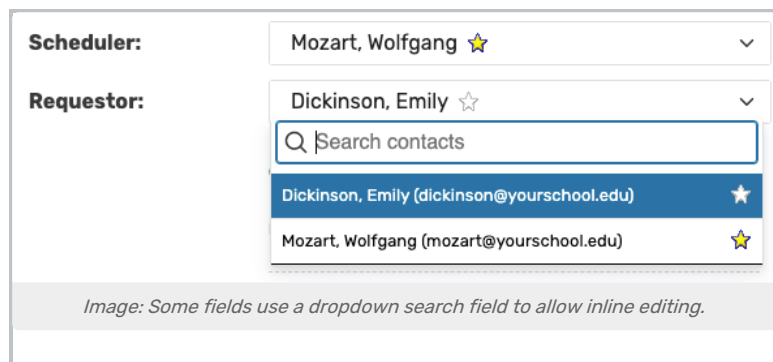 Scheduler: Mozart, Wolfgang
Requestor: Dickinson, Emily
Search contacts
Dickinson, Emily (dickinson@yourschool.edu)
Mozart, Wolfgang (mozart@yourschool.edu)
Image: Some fields use a dropdown search field to allow inline editing.